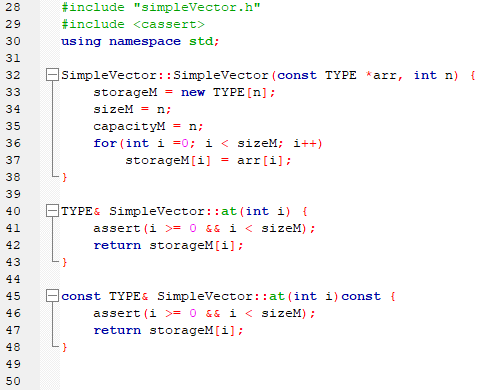 28 #include "simpleVector.h"
29 #include <cassert>
30 using namespace std;
31
32 SimpleVector::SimpleVector(const TYPE *arr, int n) {
33     storageM = new TYPE[n];
34     sizeM = n;
35     capacityM = n;
36     for(int i =0; i < sizeM; i++)
37         storageM[i] = arr[i];
38 }
39
40 TYPE& SimpleVector::at(int i) {
41     assert(i >= 0 && i < sizeM);
42     return storageM[i];
43 }
44
45 const TYPE& SimpleVector::at(int i)const {
46     assert(i >= 0 && i < sizeM);
47     return storageM[i];
48 }
49
50